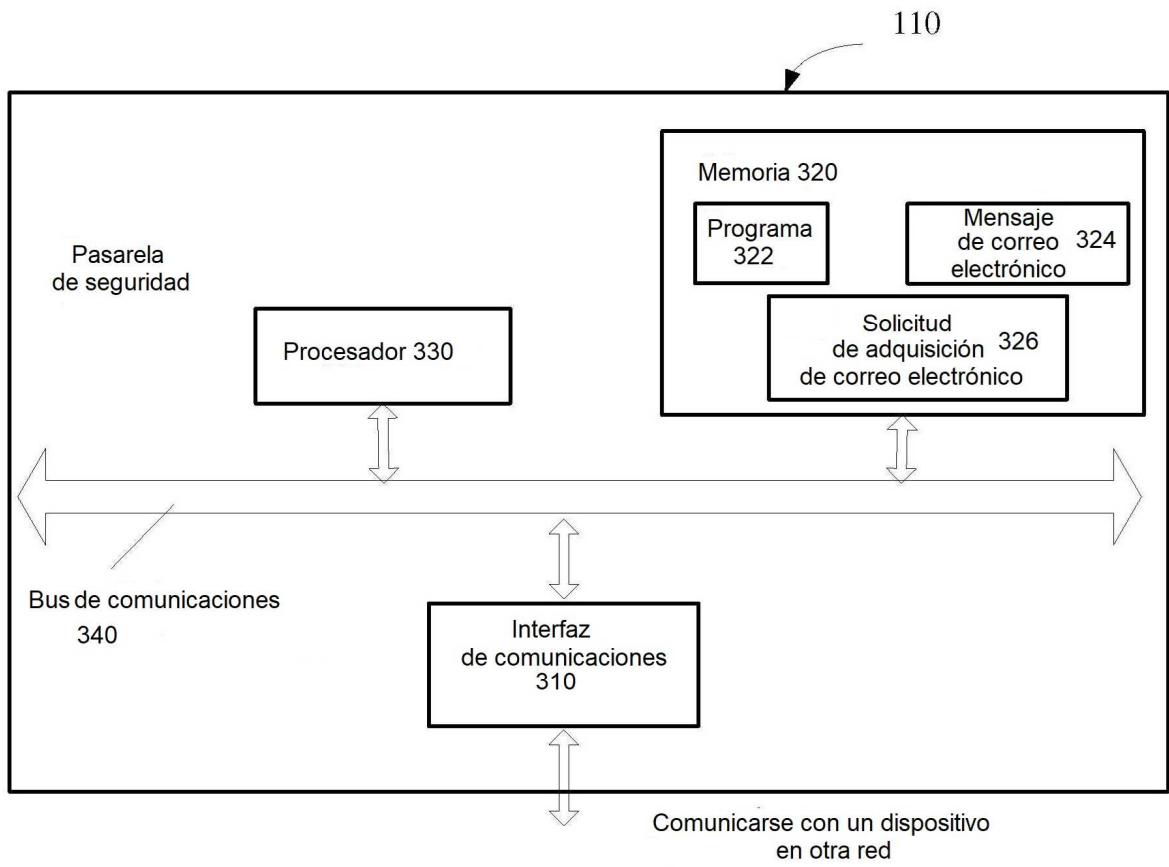 110
Memoria 320
Programa
322
Mensaje
de correo 324
electrónico
Pasarela
de seguridad
Solicitud
de adquisición 326
de correo electrónico
Procesador 330
Bus de comunicaciones
340
Interfaz
de comunicaciones
310
Comunicarse con un dispositivo
en otra red